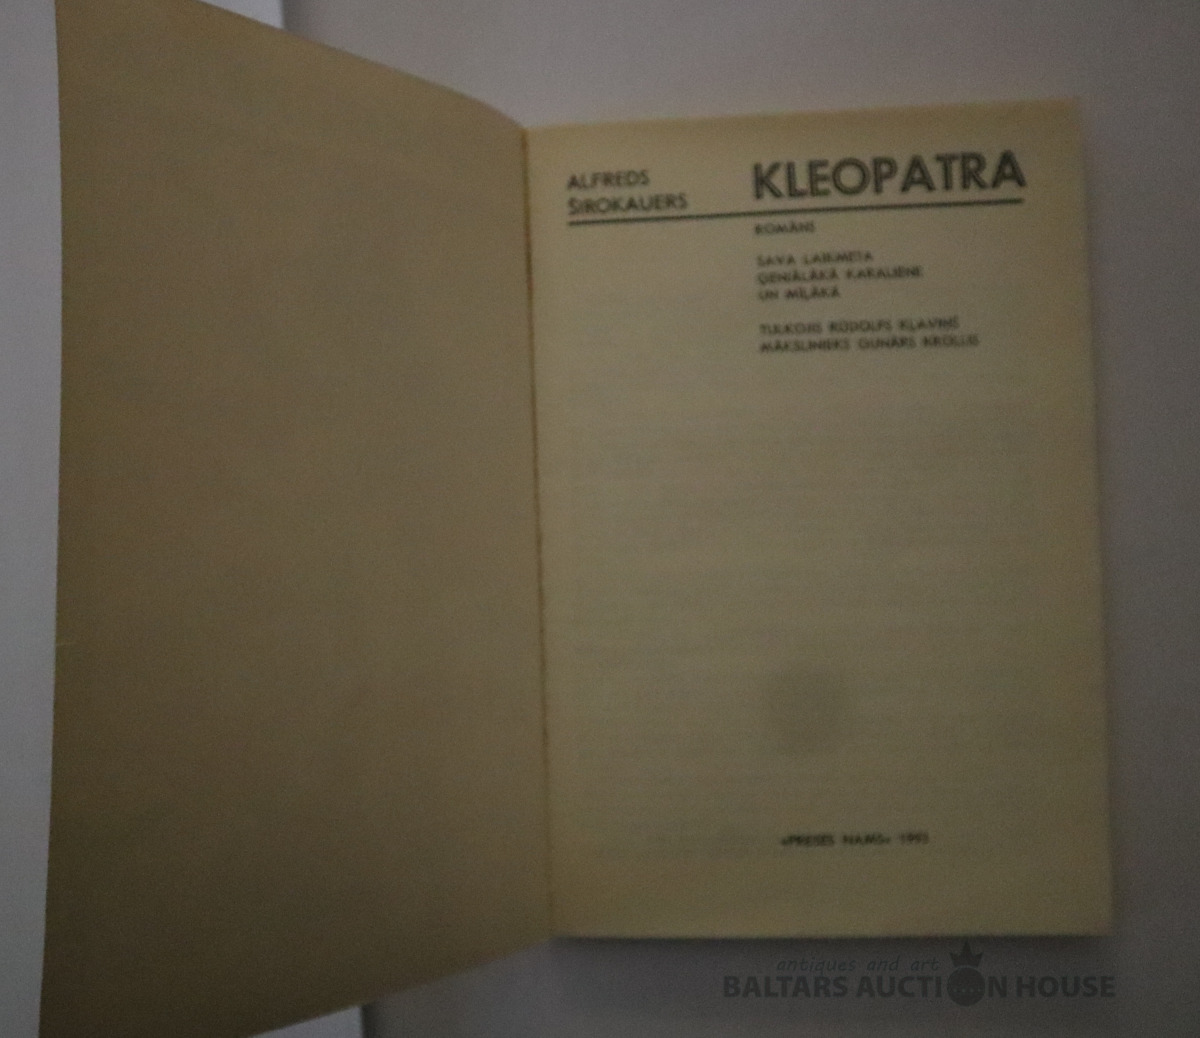 ALFREDS
ŠIROKAUERS
KLEOPATRA
ROMĀNS
SAVA LAIKMETA
ĢENIĀLĀKĀ KARALIENE
UN MĪĻĀKĀ
TULKOJIS RŪDOLFS KĻAVIŅŠ
MĀKSLINIEKS GUNĀRS KROLLIS
«PRESES NAMS»
antiques and art
BALTARS AUCTION HOUSE